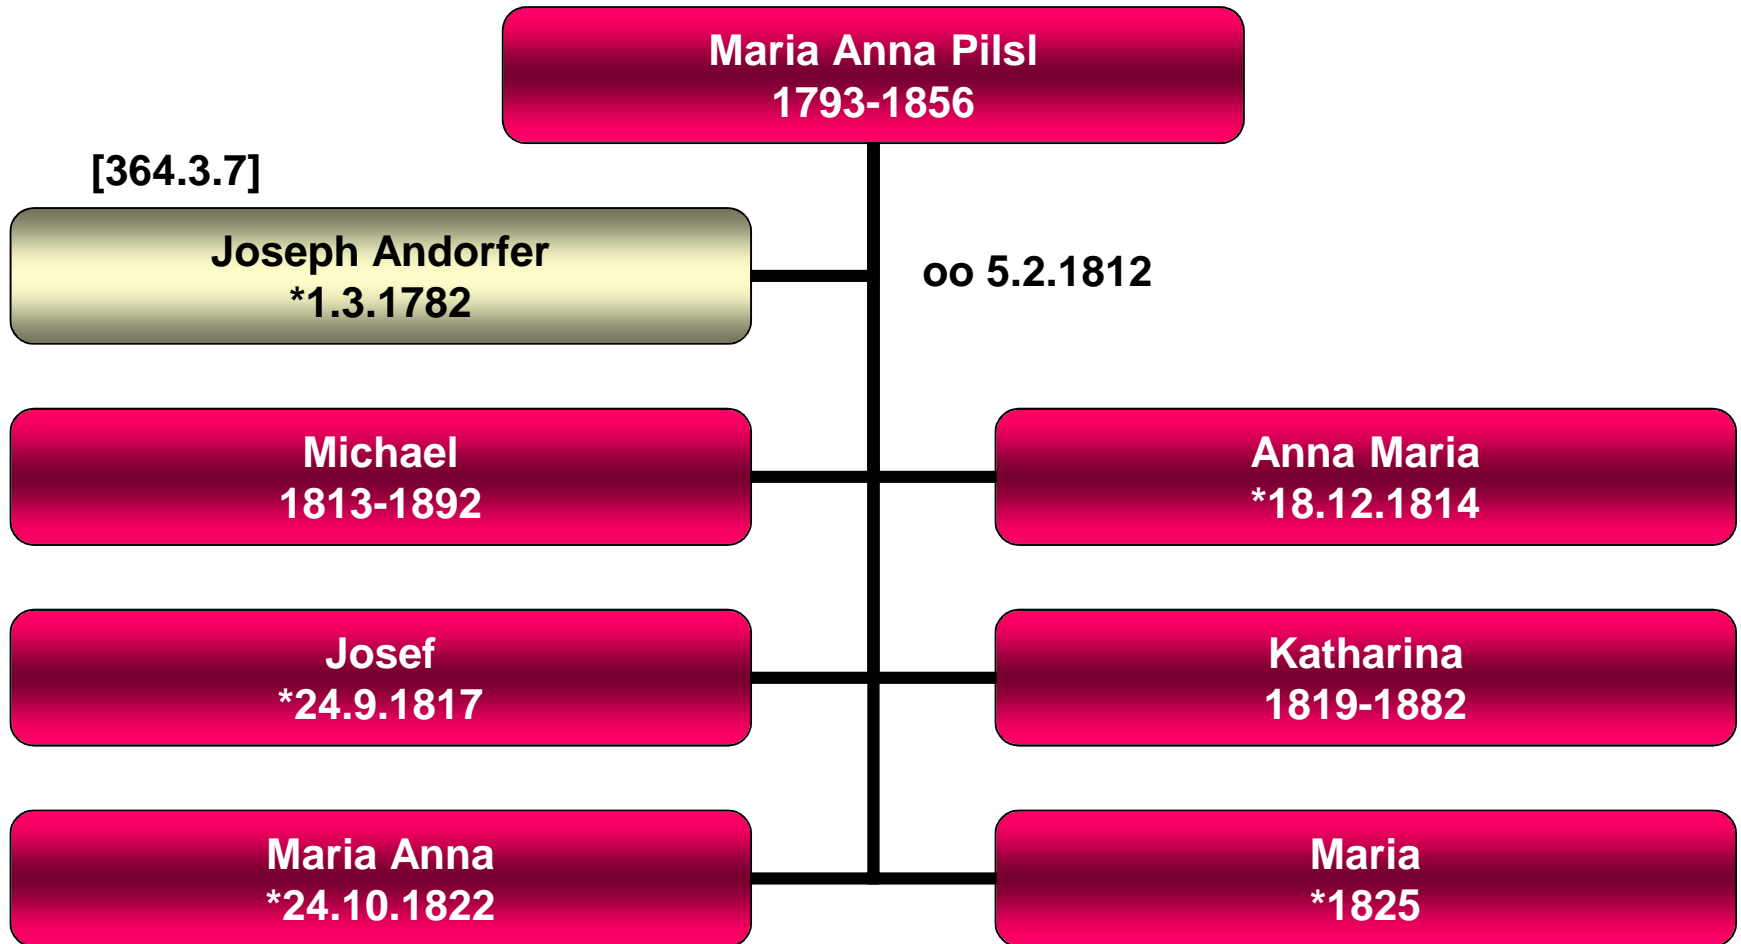 Maria Anna Pilsl
1793-1856
[364.3.7]
Joseph Andorfer
*1.3.1782
oo 5.2.1812
Michael
1813-1892
Anna Maria
*18.12.1814
Josef
*24.9.1817
Katharina
1819-1882
Maria Anna
*24.10.1822
Maria
*1825